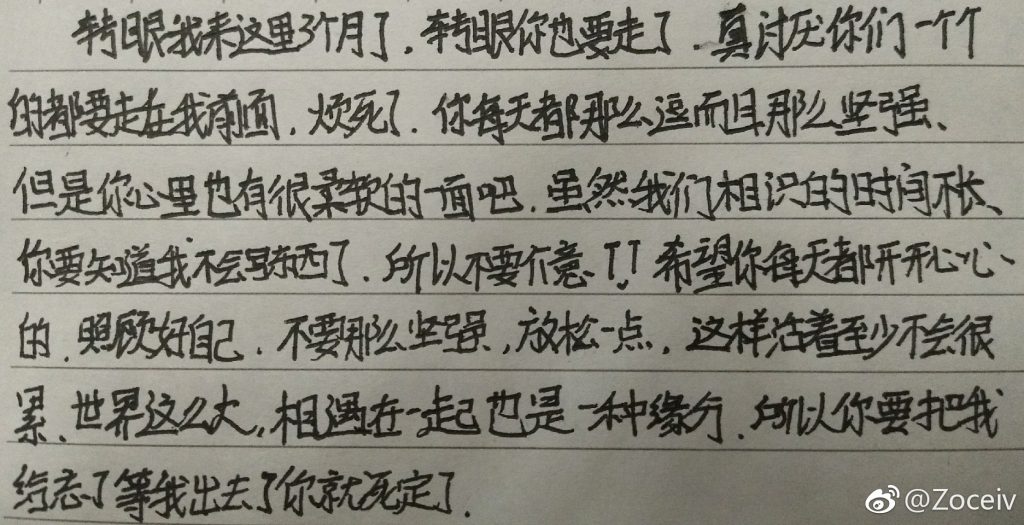 转眼我来这里3个月了，转眼你也要走了．真讨厌你们一个个
的都要走在我前面，烦死了．你每天都那么逗而且那么坚强、
但是你心里也有很柔软的一面吧．虽然我们相识的时间不长、
你要知道我不会写东西了．所以不要介意、！！希望你每天都开开心心
的．照顾好自己．不要那么坚强，放松一点，这样活着至少不会很
累、世界这么大，相遇在一起也是一种缘分．所以你要把我
给忘了等我出去了你就死定了．
@Zoceiv